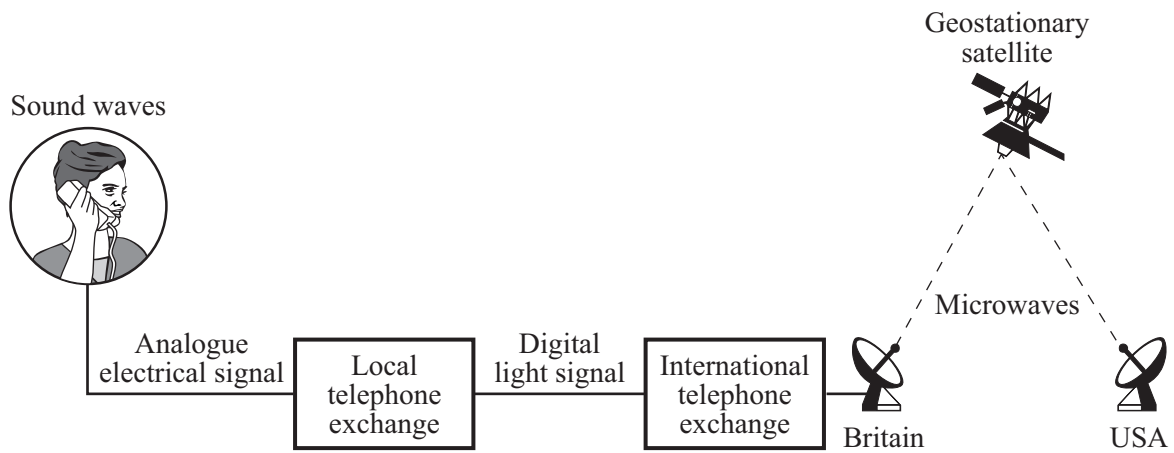 Geostationary
satellite
Sound waves
Microwaves
Analogue
electrical signal
Local
telephone
exchange
Digital
light signal
International
telephone
exchange
Britain
USA